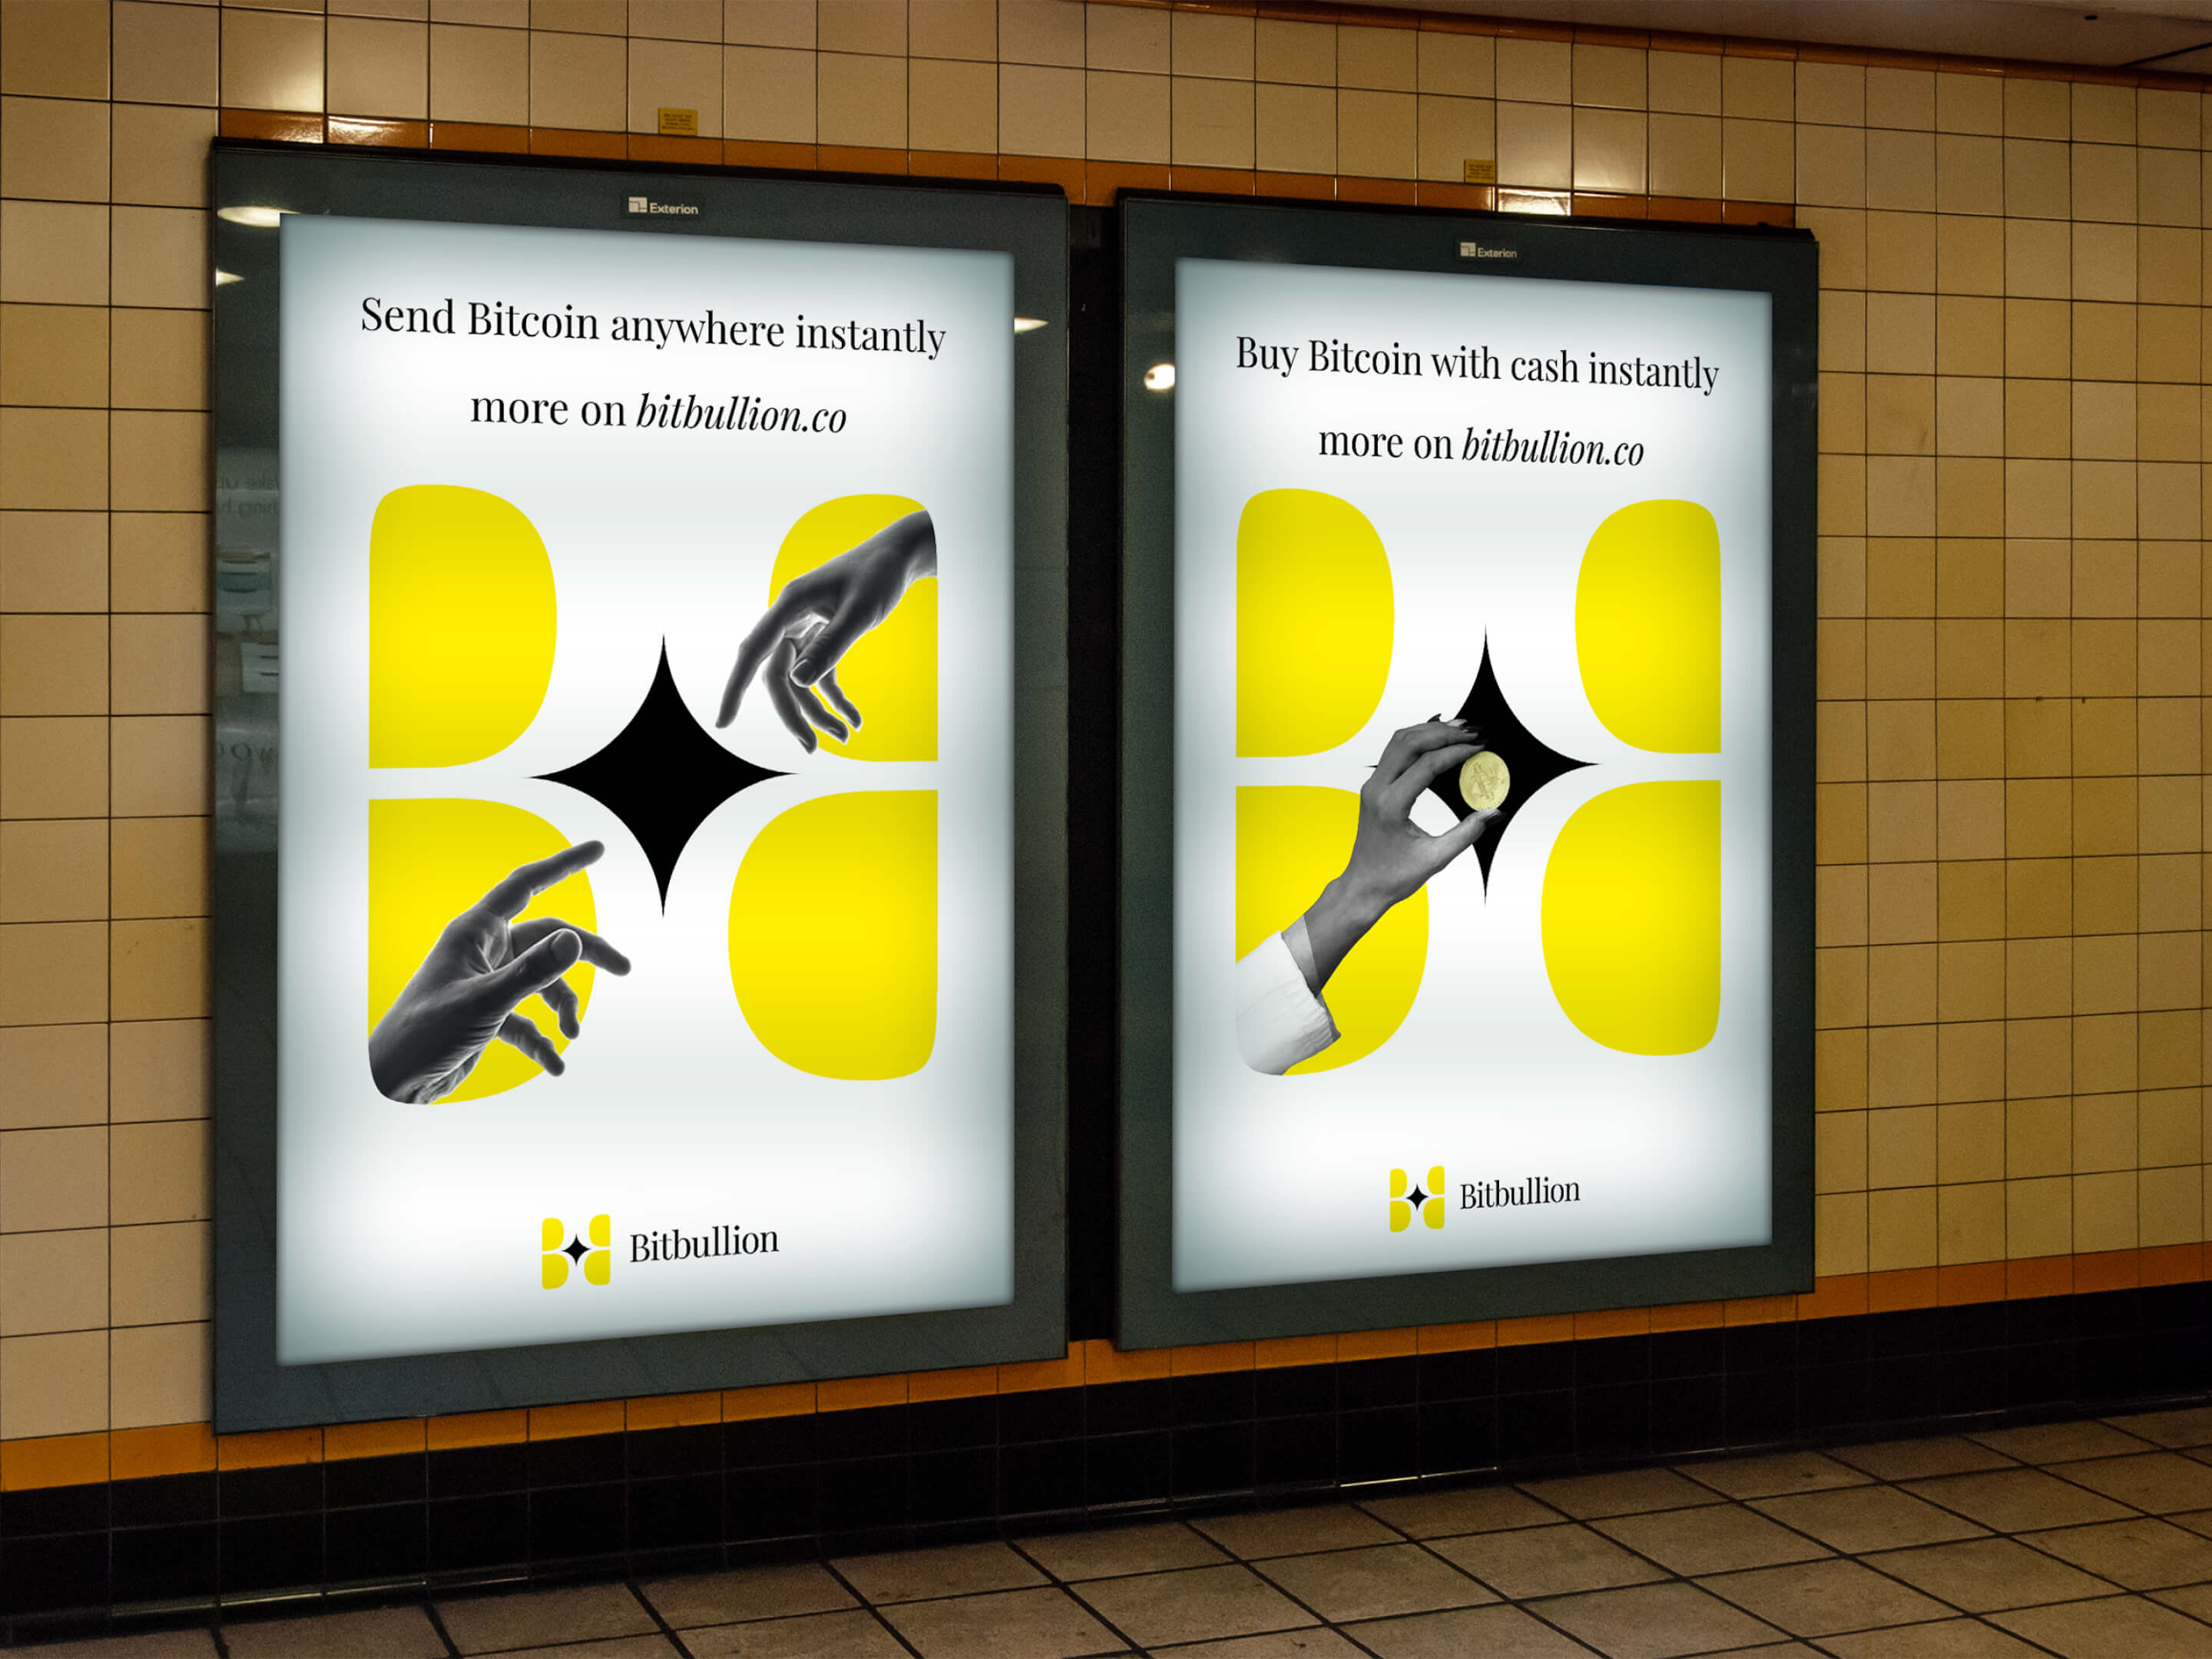 Exterion
Send Bitcoin anywhere instantly
more on bitbullion.co
Bitbullion
Exterion
Buy Bitcoin with cash instantly
more on bitbullion.co
Bitbullion